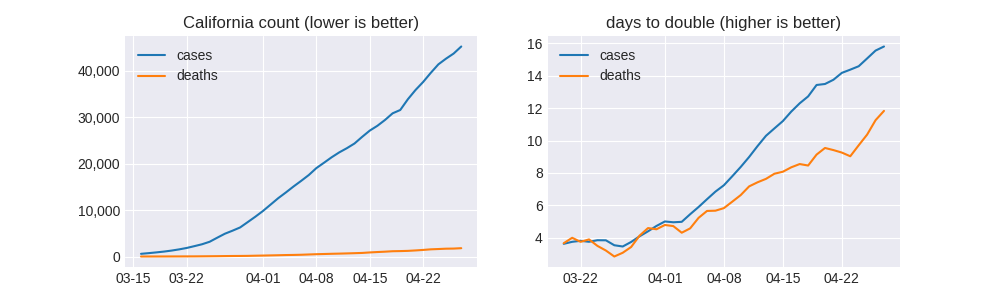 California count (lower is better)
cases
deaths
40,000
30,000
20,000
10,000
0
03-15 03-22 04-01 04-08 04-15 04-22
days to double (higher is better)
cases
deaths
16
14
12
10
8
6
4
03-22 04-01 04-08 04-15 04-22